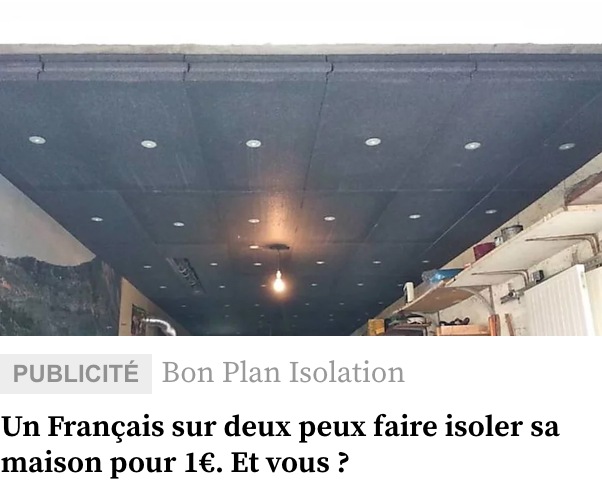 PUBLICITÉ Bon Plan Isolation
Un Français sur deux peux faire isoler sa
maison pour 1€. Et vous ?